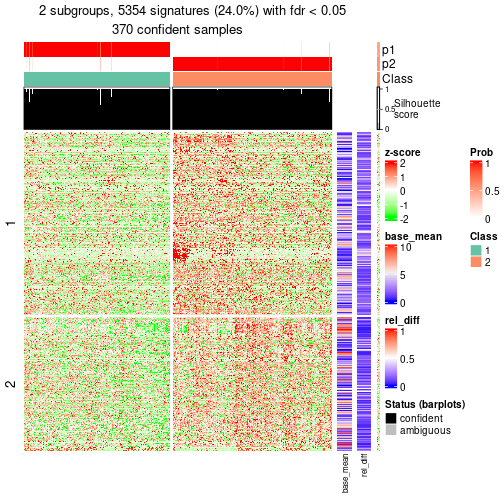 2 subgroups, 5354 signatures (24.0%) with fdr < 0.05
370 confident samples
p1
p2
Class
1
0.5
0
Silhouette
score
1
2
z-score
2
1
0
-1
-2
Prob
1
0.5
0
base_mean
10
5
0
Class
1
2
rel_diff
1
0.5
0
Status (barplots)
confident
ambiguous
base_mean
rel_diff